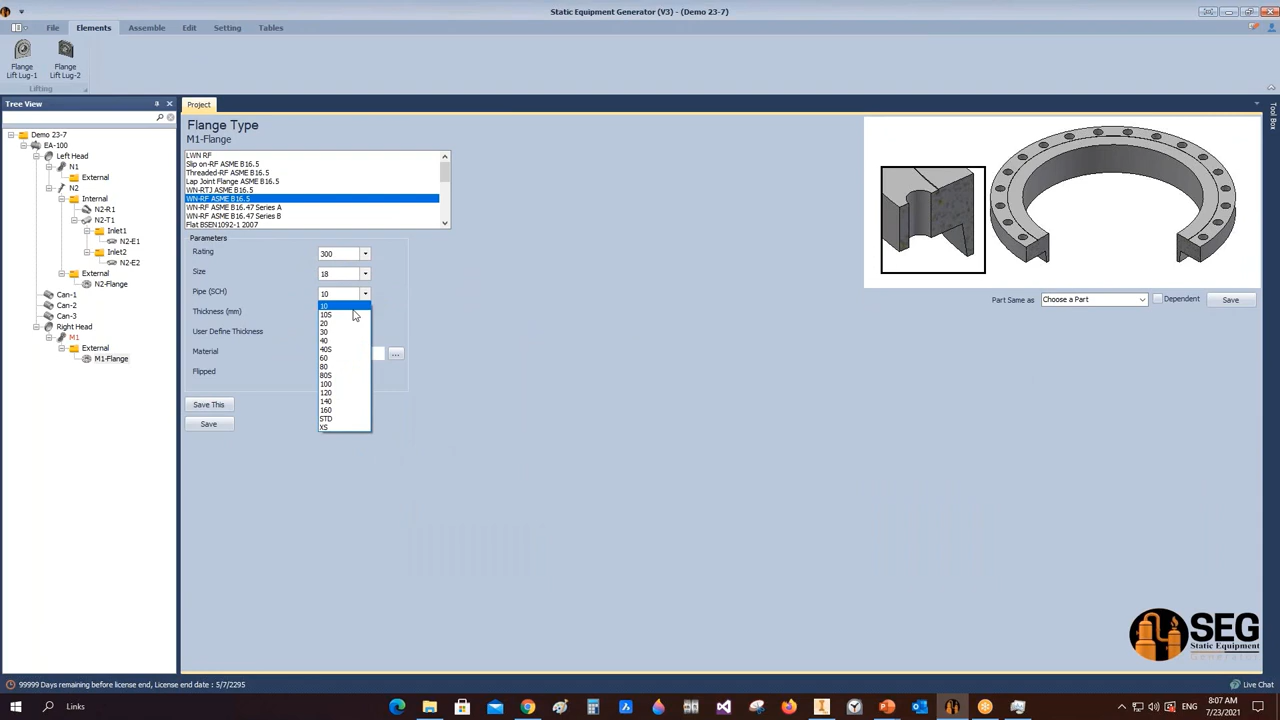 Static Equipment Generator (V3) - (Demo 23-7)
File Elements Assemble Edit Setting Tables
Flange Lift Lug-1
Flange Lift Lug-2
Lifting
Tree View
Demo 23-7
EA-100
Left Head
N1
External
N2
Internal
N2-R1
N2-T1
Inlet1
N2-E1
Inlet2
N2-E2
External
N2-Flange
Can-1
Can-2
Can-3
Right Head
M1
External
M1-Flange
Project
Flange Type
M1-Flange
LWN RF
Slip on-RF ASME B16.5
Threaded-RF ASME B16.5
Lap Joint Flange ASME B16.5
WN-RTJ ASME B16.5
WN-RF ASME B16.5
WN-RF ASME B16.47 Series A
WN-RF ASME B16.47 Series B
Flat BSEN1092-1 2007
Parameters
Rating 300
Size 18
Pipe (SCH) 10
Thickness (mm)
User Define Thickness
Material ...
Flipped
10
10S
20
30
40
40S
60
80
80S
100
120
140
160
STD
XS
Save This
Save
Part Same as Choose a Part Dependent Save
Tool Box
SEG
Static Equipment
Generator
99999 Days remaining before license end, License end date : 5/7/2295
Live Chat
Links
8:07 AM
7/23/2021